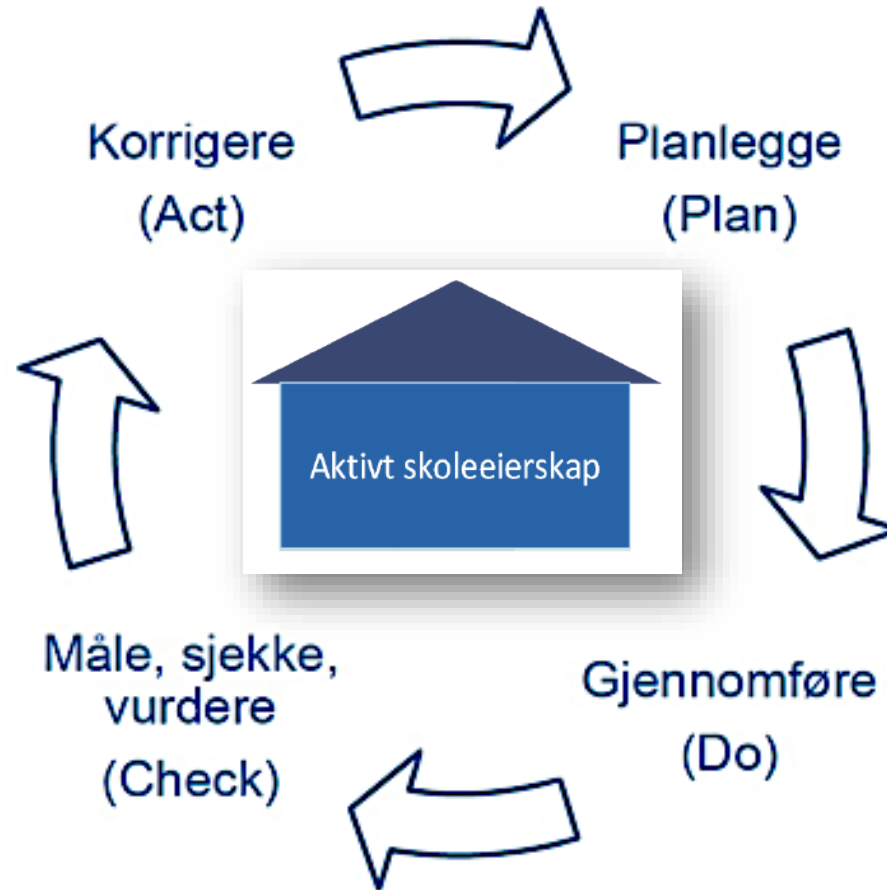 Korrigere
(Act)
Planlegge
(Plan)
Aktivt skoleeierskap
Måle, sjekke,
vurdere
(Check)
Gjennomføre
(Do)